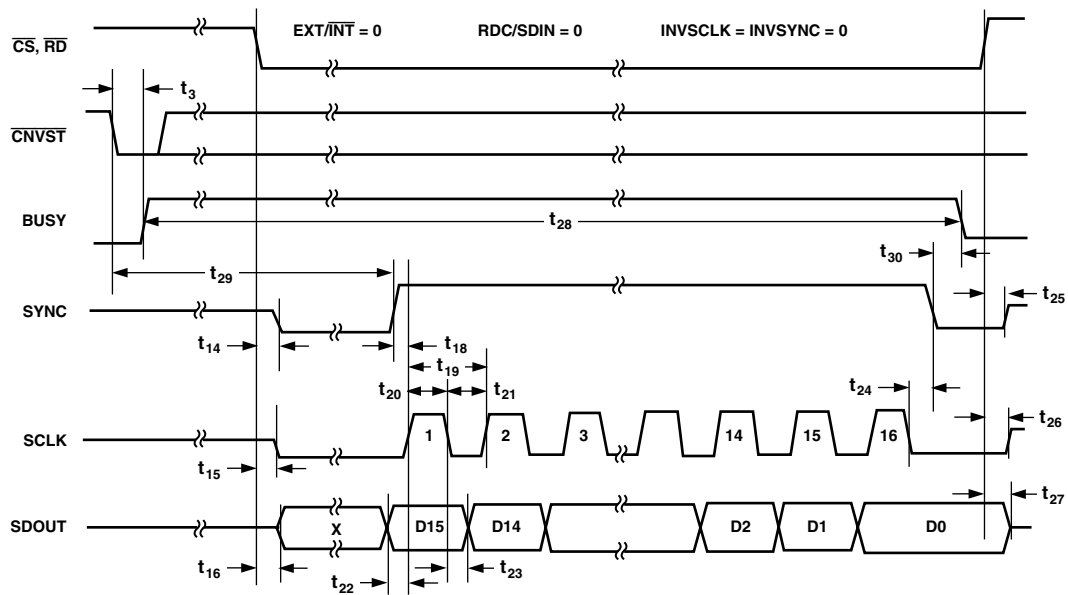 EXT/INT = 0 RDC/SDIN = 0 INVSCLK = INVSYNC = 0
CS, RD
t3
CNVST
BUSY
t28
t30
t29
t25
SYNC
t14
t18
t19
t20
t21
t24
t26
SCLK
1 2 3 14 15 16
t15
t27
SDOUT
X D15 D14 D2 D1 D0
t16
t22
t23